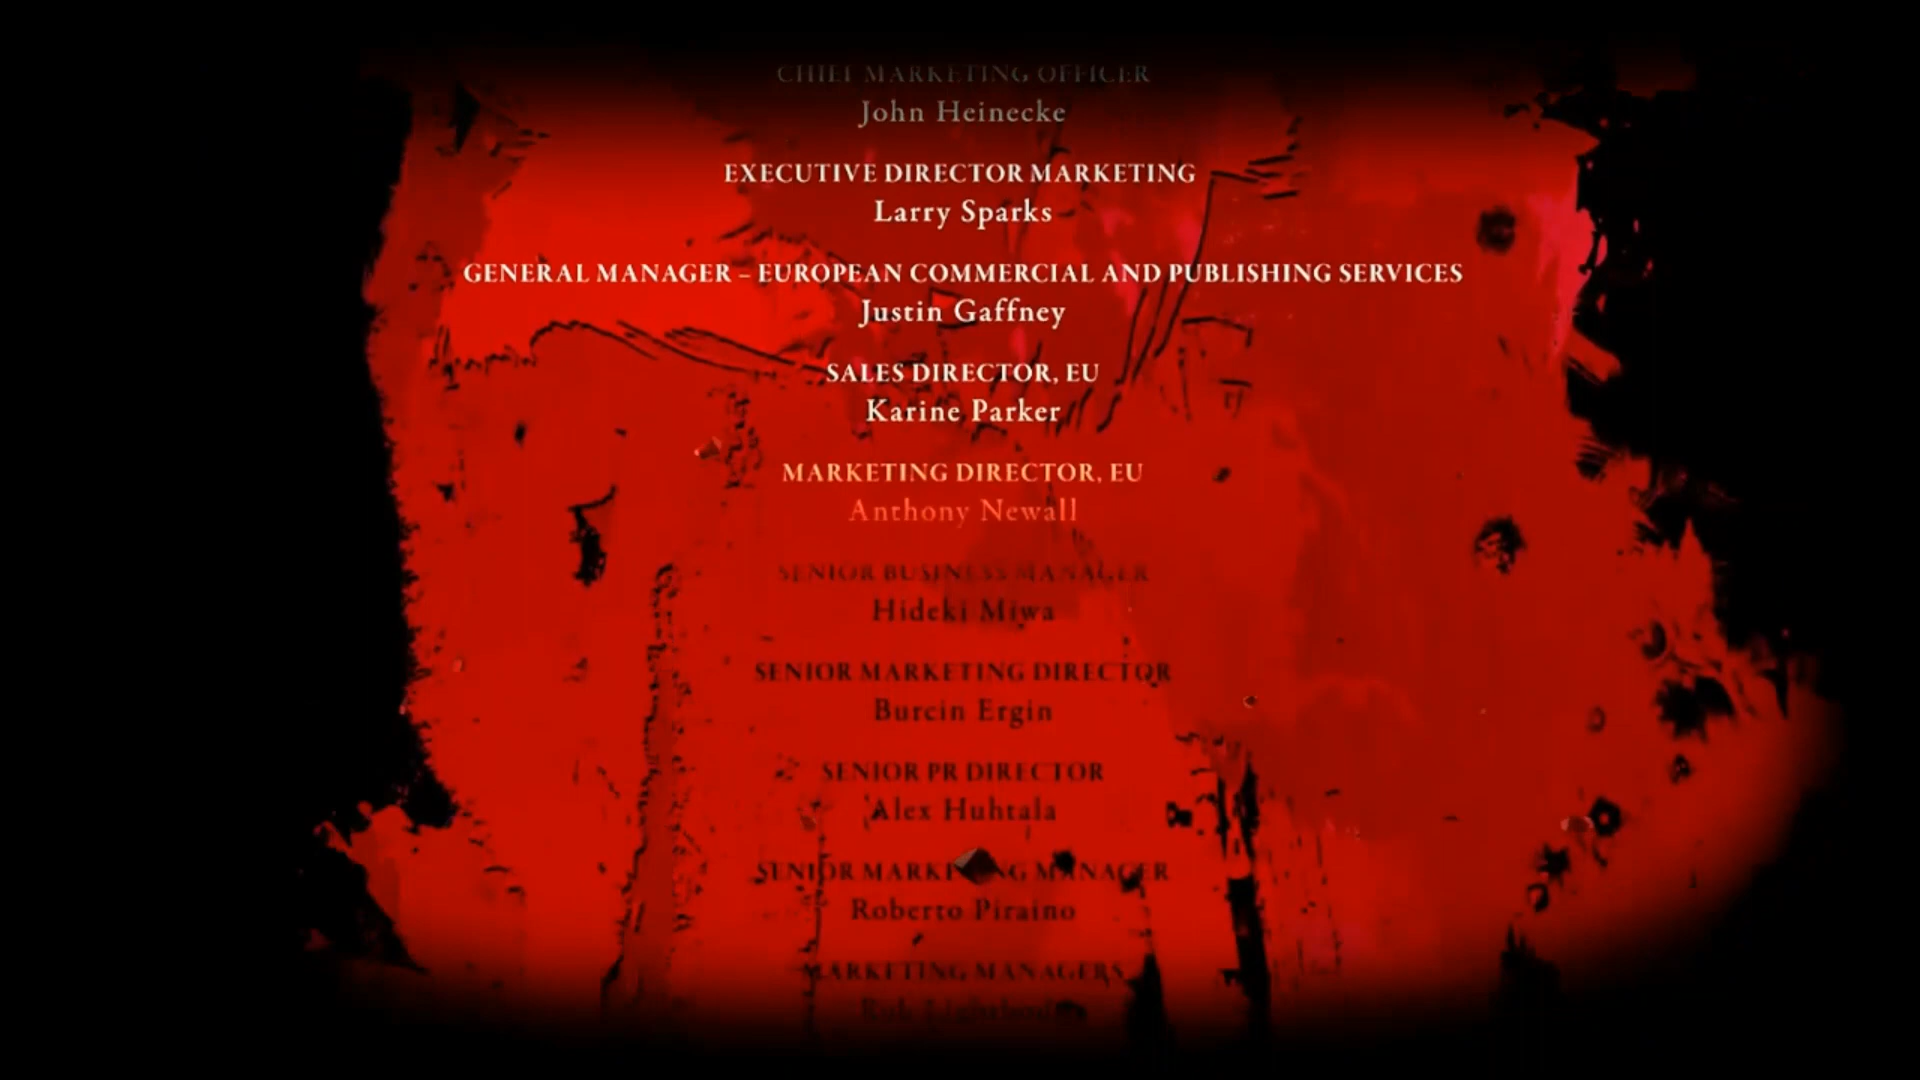 CHIEF MARKETING OFFICER
John Heinecke
EXECUTIVE DIRECTOR MARKETING
Larry Sparks
GENERAL MANAGER – EUROPEAN COMMERCIAL AND PUBLISHING SERVICES
Justin Gaffney
SALES DIRECTOR, EU
Karine Parker
MARKETING DIRECTOR, EU
Anthony Newall
SENIOR BUSINESS MANAGER
Hideki Miwa
SENIOR MARKETING DIRECTOR
Burcin Ergin
SENIOR PR DIRECTOR
Alex Huhtala
SENIOR MARKETING MANAGER
Roberto Piraino
MARKETING MANAGERS